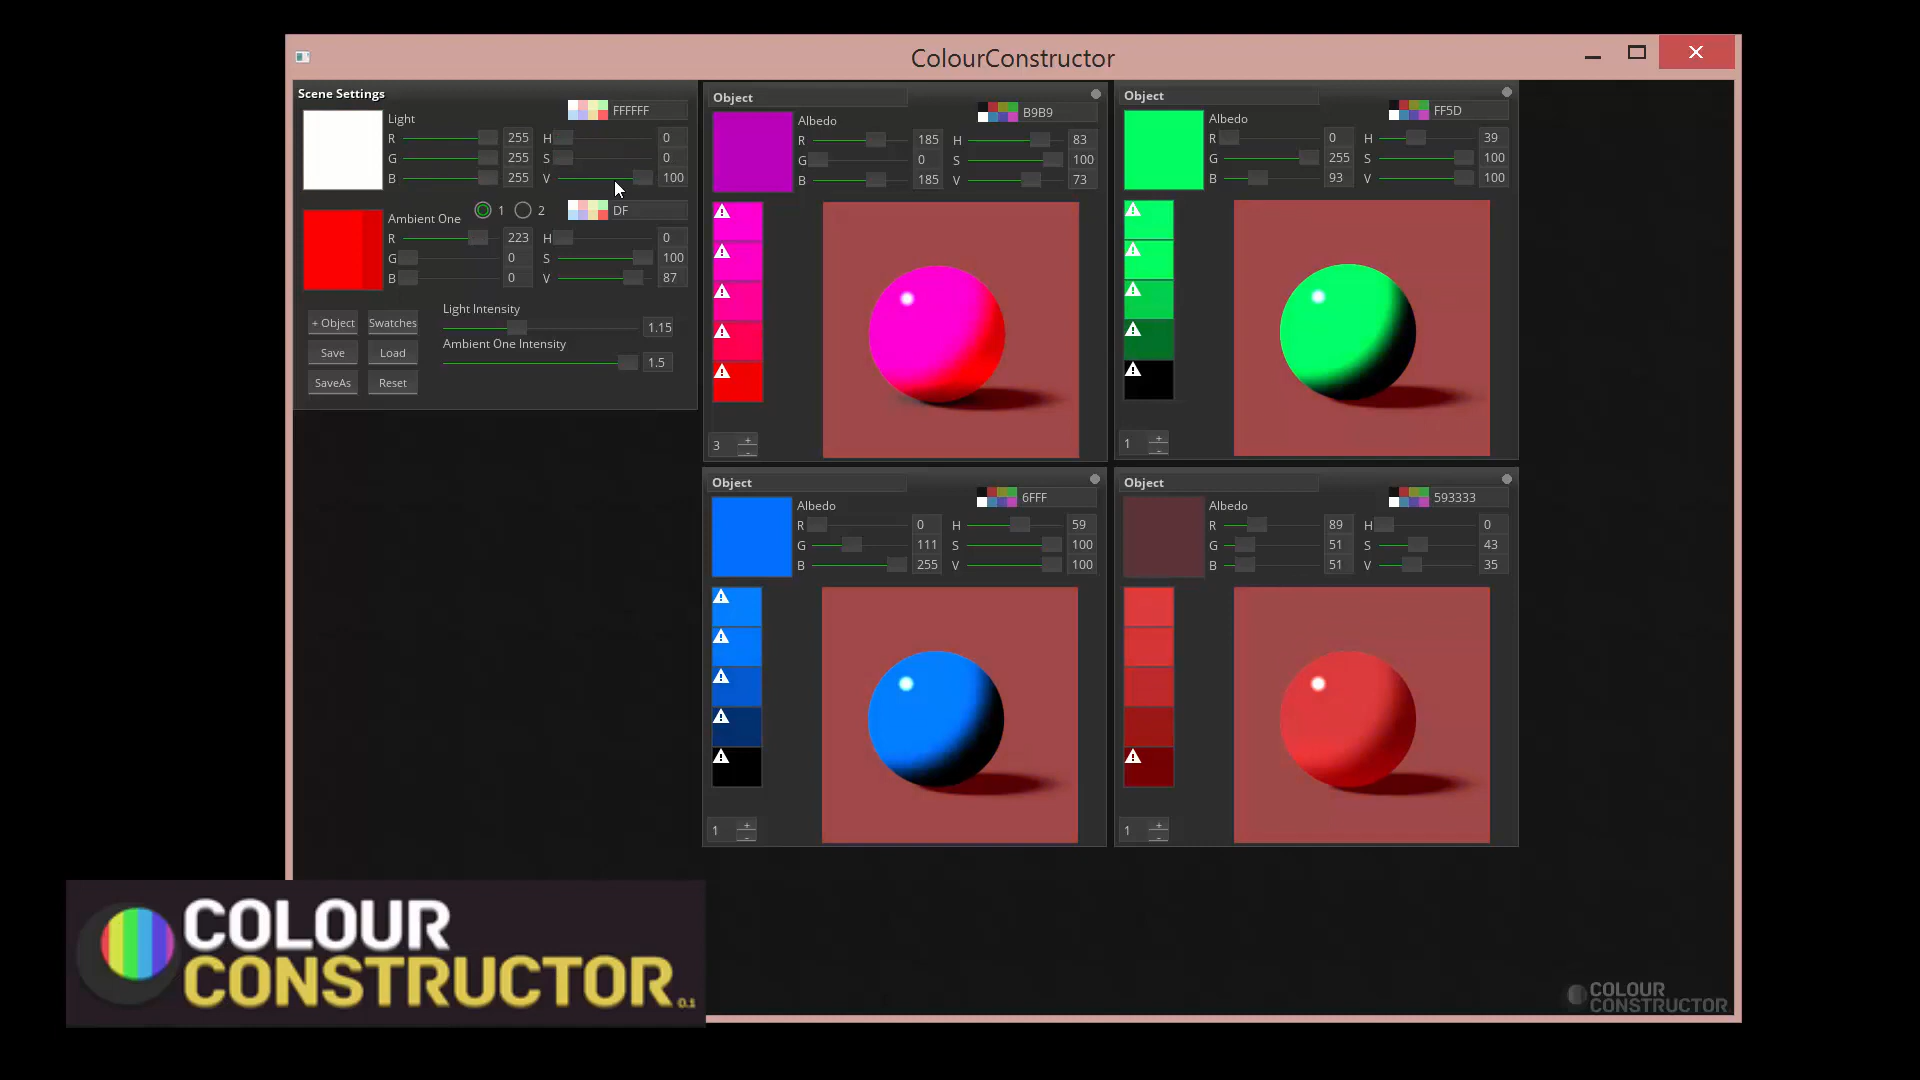 ColourConstructor
Scene Settings
Light
FFFFFF
R 255 H 0
G 255 S 0
B 255 V 100
Ambient One 1 2 DF
R 223 H 0
G 0 S 100
B 0 V 87
Light Intensity
+ Object Swatches 1.15
Ambient One Intensity
Save Load 1.5
SaveAs Reset
Object
B9B9
Albedo
R 185 H 83
G 0 S 100
B 185 V 73
3 + -
Object
FF5D
Albedo
R 0 H 39
G 255 S 100
B 93 V 100
1 + -
Object
6FFF
Albedo
R 0 H 59
G 111 S 100
B 255 V 100
1 + -
Object
593333
Albedo
R 89 H 0
G 51 S 43
B 51 V 35
1 + -
COLOUR
CONSTRUCTOR 0.1
COLOUR
CONSTRUCTOR